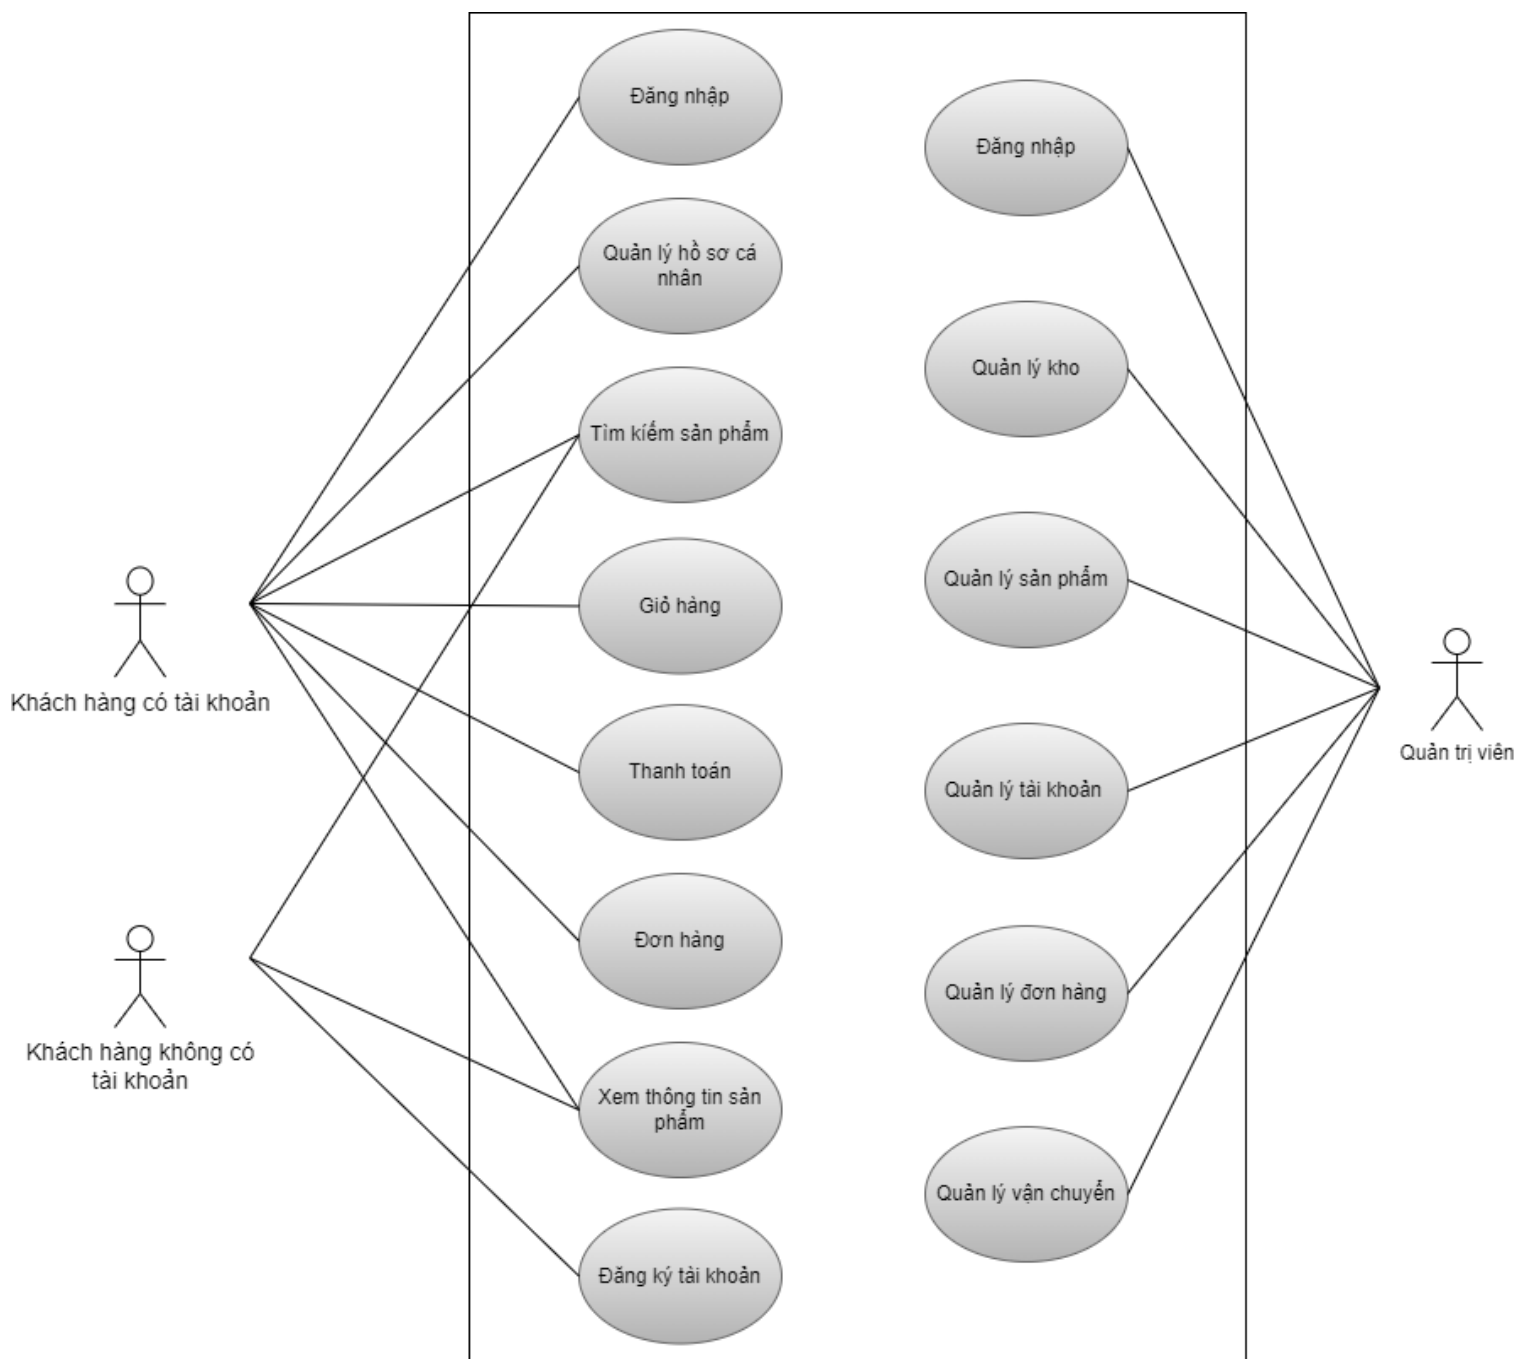 Đăng nhập
Đăng nhập
Quản lý hồ sơ cá
nhân
Quản lý kho
Tìm kiếm sản phẩm
Giỏ hàng
Quản lý sản phẩm
Khách hàng có tài khoản
Thanh toán
Quản lý tài khoản
Quản trị viên
Đơn hàng
Quản lý đơn hàng
Khách hàng không có
tài khoản
Xem thông tin sản
phẩm
Quản lý vận chuyển
Đăng ký tài khoản